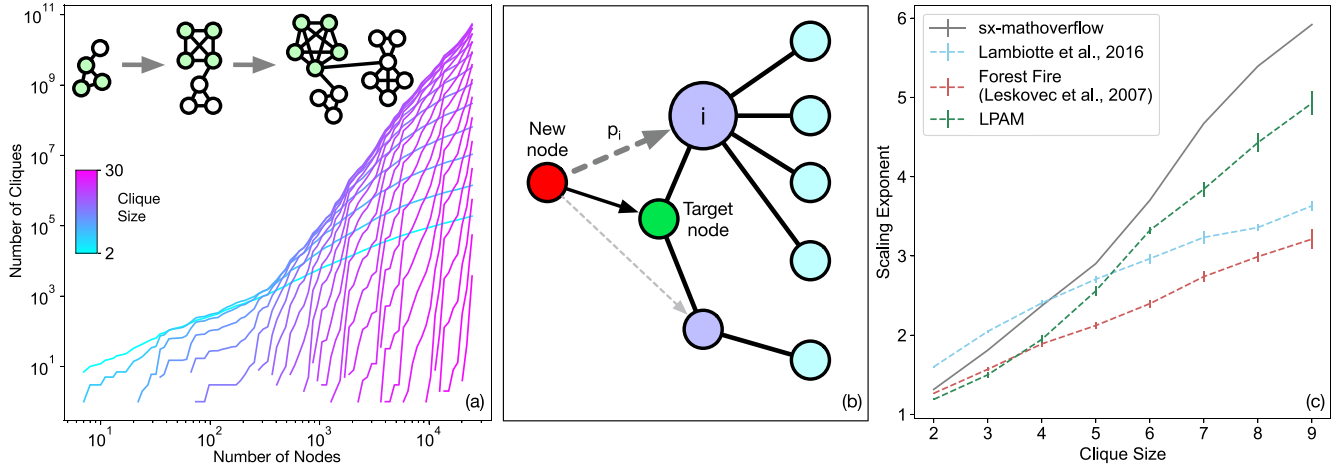 10^11
10^9
10^7
10^5
10^3
10^1
Number of Cliques
30
Clique
Size
2
(a)
10^1
10^2
10^3
10^4
Number of Nodes
New
node
p_i
i
Target
node
(b)
6
5
4
3
2
1
Scaling Exponent
sx-mathoverflow
Lambiotte et al., 2016
Forest Fire
(Leskovec et al., 2007)
LPAM
(c)
2 3 4 5 6 7 8 9
Clique Size